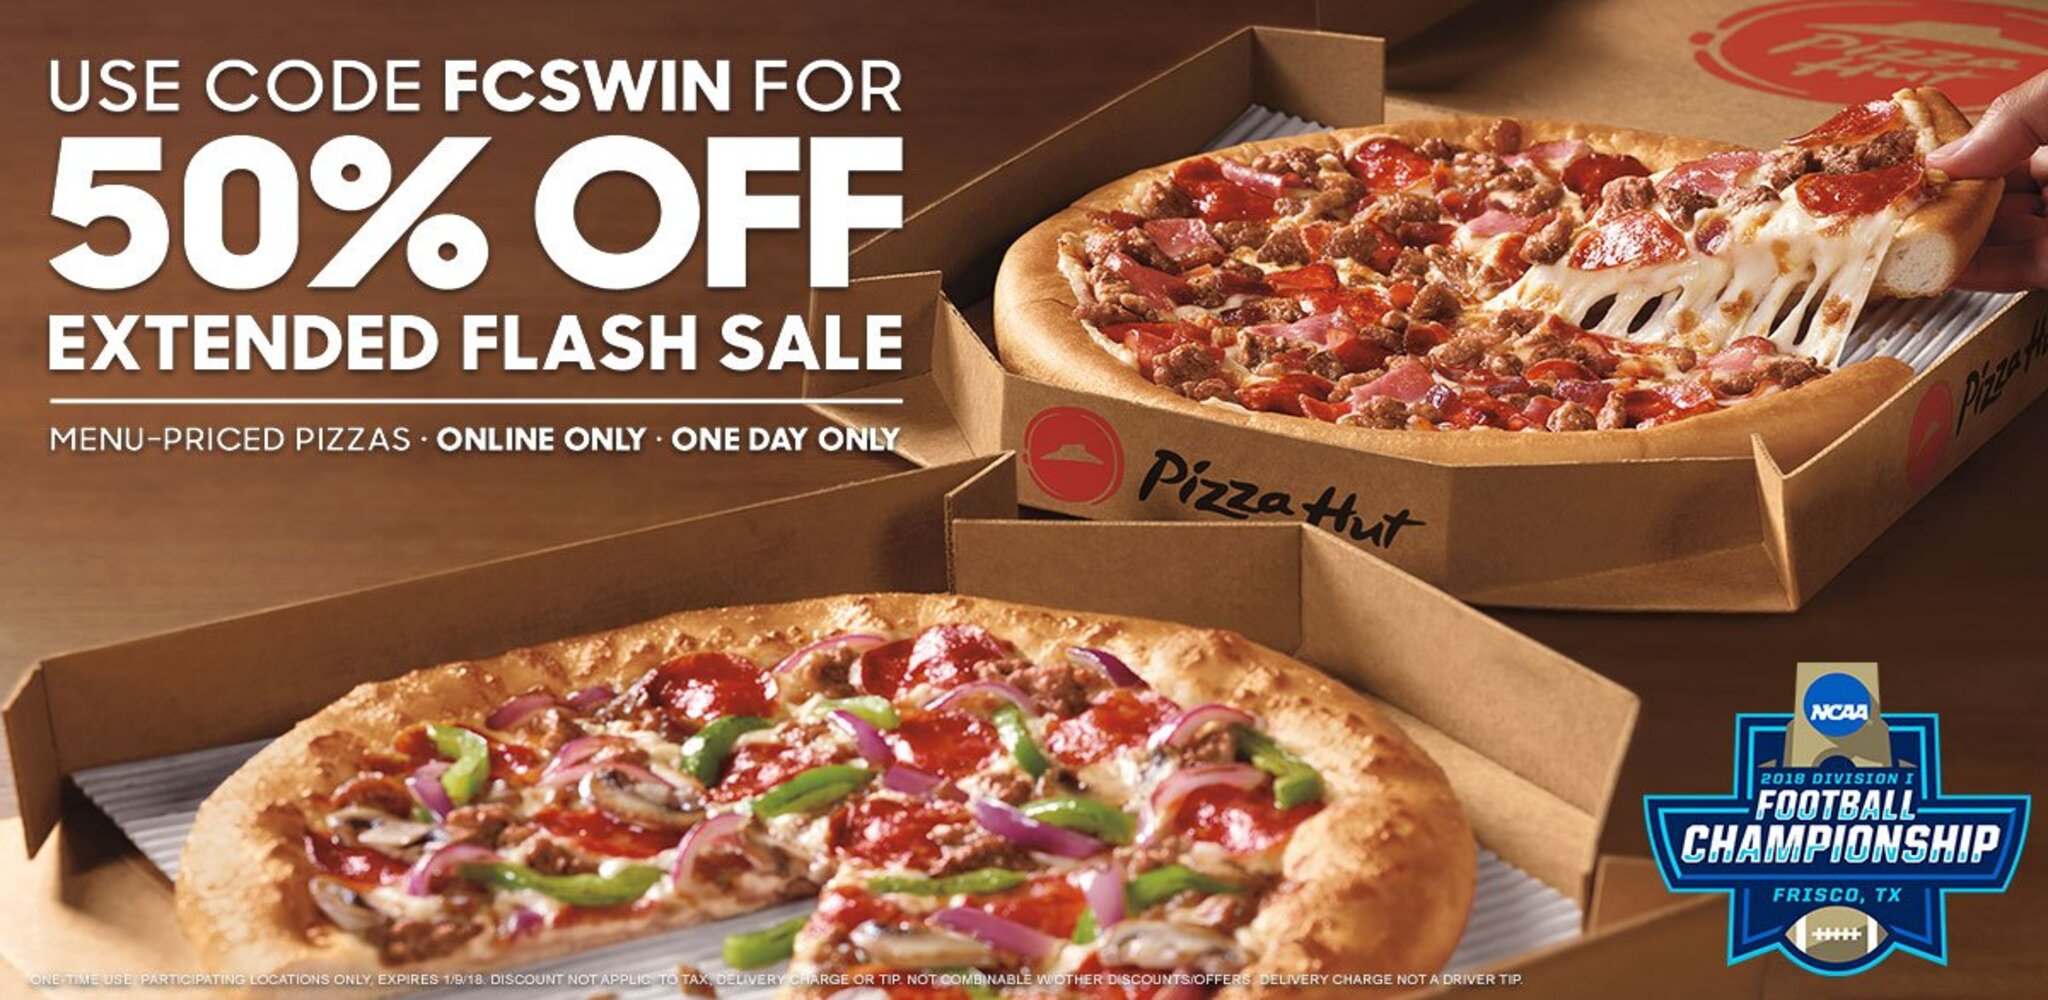 USE CODE FCSWIN FOR
50% OFF
EXTENDED FLASH SALE
MENU-PRICED PIZZAS · ONLINE ONLY · ONE DAY ONLY
Pizza Hut
Pizza Hut
Pizza Hu
NCAA
2018 DIVISION I
FOOTBALL
CHAMPIONSHIP
FRISCO, TX
ONE-TIME USE, PARTICIPATING LOCATIONS ONLY, EXPIRES 1/9/18. DISCOUNT NOT APPLIC. TO TAX, DELIVERY CHARGE OR TIP. NOT COMBINABLE W/OTHER DISCOUNTS/OFFERS. DELIVERY CHARGE NOT A DRIVER TIP.